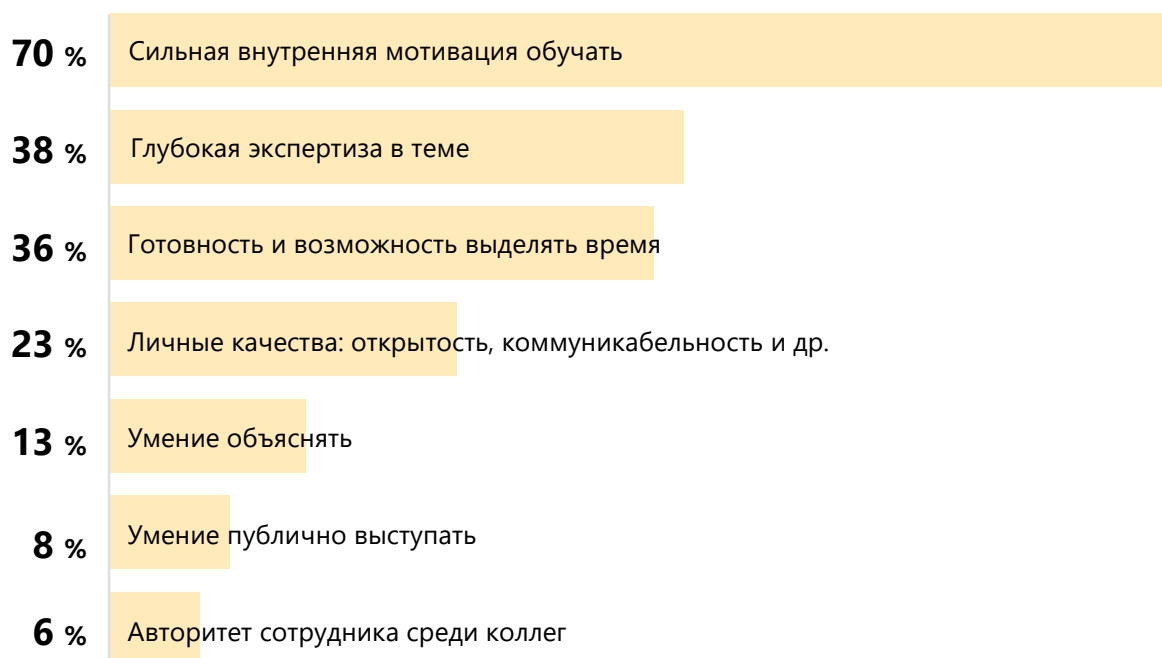 70 % Сильная внутренняя мотивация обучать
38 % Глубокая экспертиза в теме
36 % Готовность и возможность выделять время
23 % Личные качества: открытость, коммуникабельность и др.
13 % Умение объяснять
8 % Умение публично выступать
6 % Авторитет сотрудника среди коллег